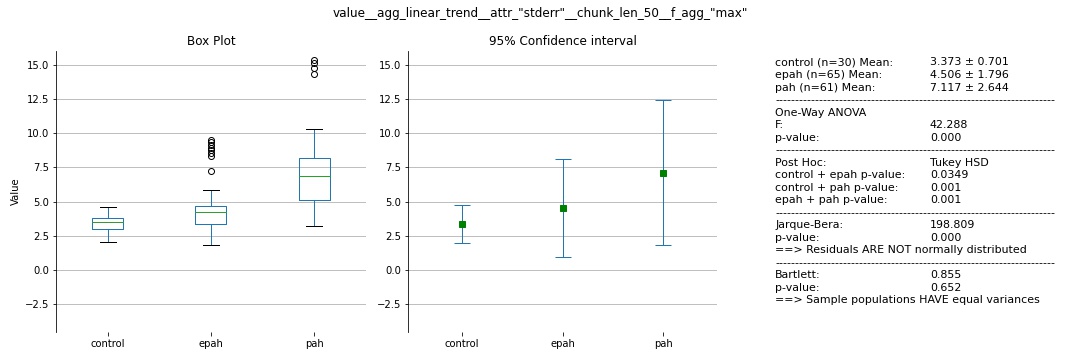 value__agg_linear_trend__attr_"stderr"__chunk_len_50__f_agg_"max"
Box Plot
Value
15.0
12.5
10.0
7.5
5.0
2.5
0.0
−2.5
control epah pah
95% Confidence interval
15.0
12.5
10.0
7.5
5.0
2.5
0.0
−2.5
control epah pah
control (n=30) Mean: 3.373 ± 0.701
epah (n=65) Mean: 4.506 ± 1.796
pah (n=61) Mean: 7.117 ± 2.644
One-Way ANOVA
F: 42.288
p-value: 0.000
Post Hoc: Tukey HSD
control + epah p-value: 0.0349
control + pah p-value: 0.001
epah + pah p-value: 0.001
Jarque-Bera: 198.809
p-value: 0.000
==> Residuals ARE NOT normally distributed
Bartlett: 0.855
p-value: 0.652
==> Sample populations HAVE equal variances